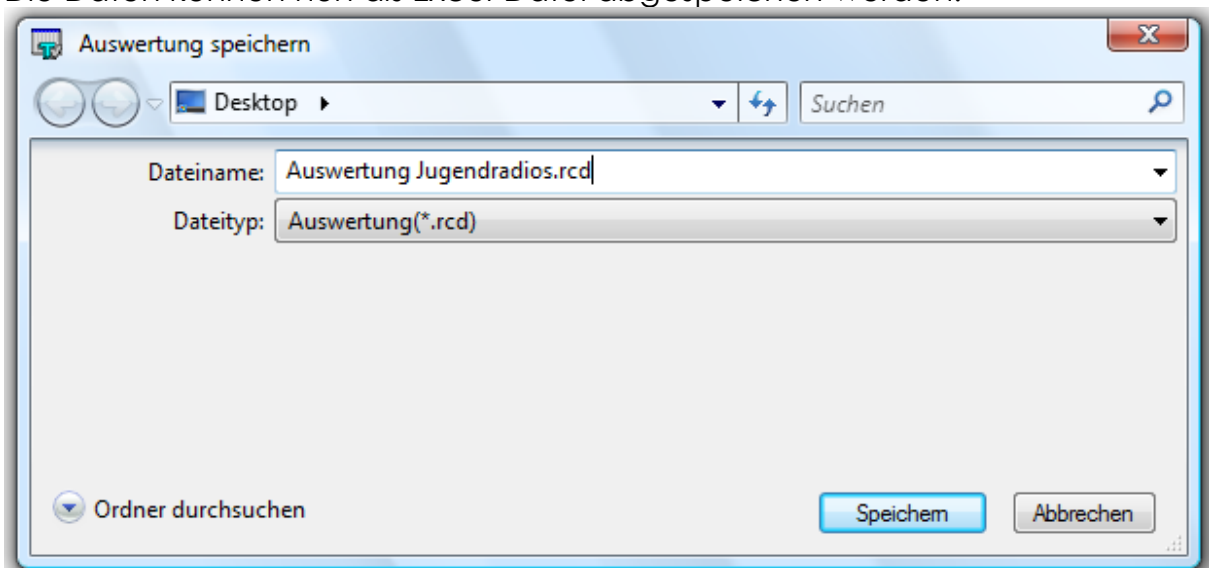 Auswertung speichern
Desktop
Suchen
Dateiname: Auswertung Jugendradios.rcd
Dateityp: Auswertung(*.rcd)
Ordner durchsuchen Speichern Abbrechen